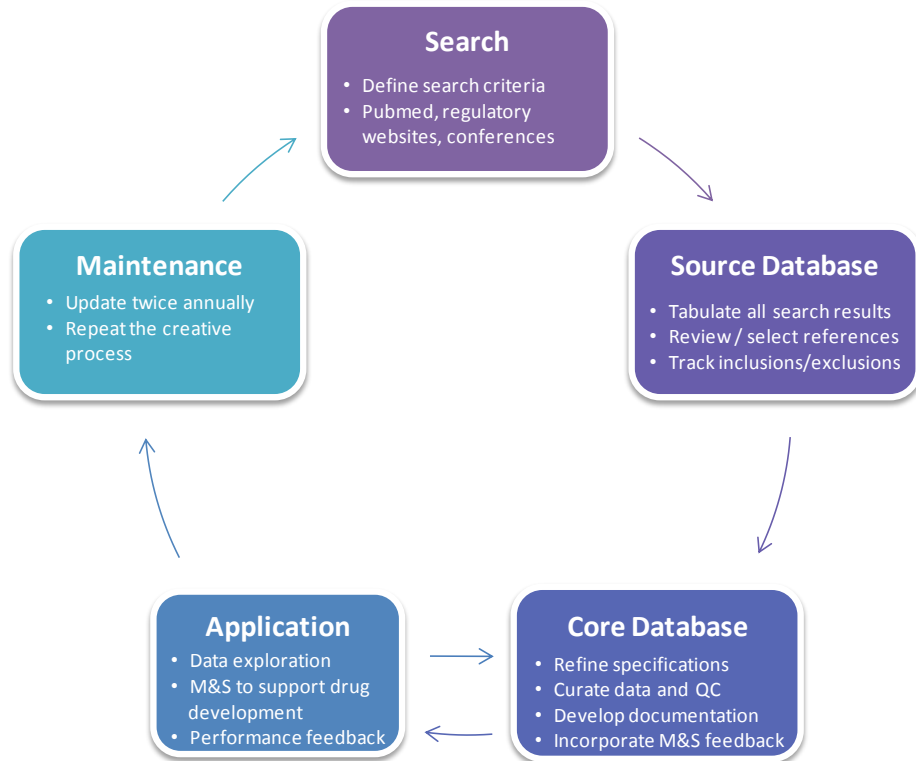 Search
• Define search criteria
• Pubmed, regulatory
websites, conferences
Maintenance
• Update twice annually
• Repeat the creative
process
Source Database
• Tabulate all search results
• Review / select references
• Track inclusions/exclusions
Application
• Data exploration
• M&S to support drug
development
• Performance feedback
Core Database
• Refine specifications
• Curate data and QC
• Develop documentation
• Incorporate M&S feedback